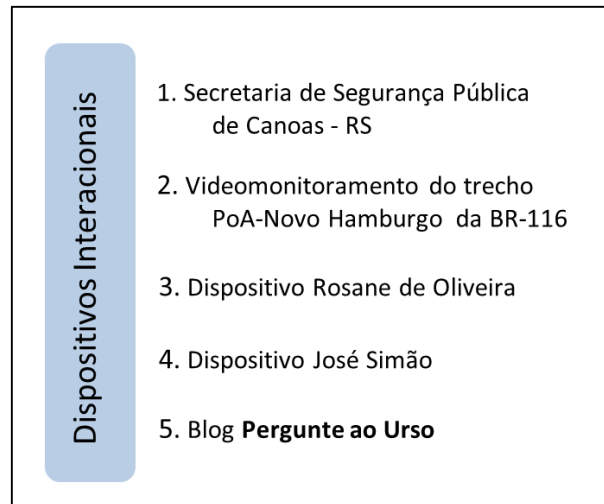 Dispositivos Interacionais
1. Secretaria de Segurança Pública
de Canoas - RS
2. Videomonitoramento do trecho
PoA-Novo Hamburgo da BR-116
3. Dispositivo Rosane de Oliveira
4. Dispositivo José Simão
5. Blog Pergunte ao Urso